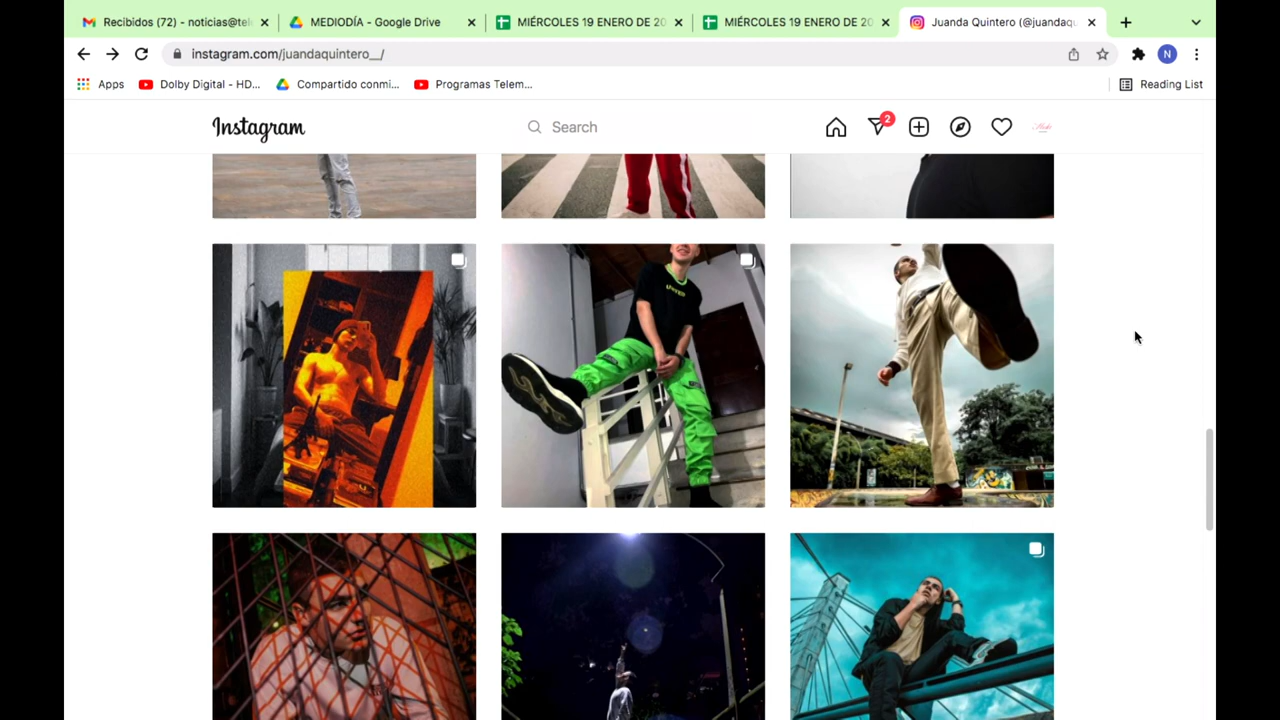 Recibidos (72) - noticias@tel
MEDIODÍA - Google Drive
MIÉRCOLES 19 ENERO DE 20
MIÉRCOLES 19 ENERO DE 20
Juanda Quintero (@juandaqu
instagram.com/juandaquintero__/
N
Apps
Dolby Digital - HD...
Compartido conmi...
Programas Telem...
Reading List
Instagram
Search
2